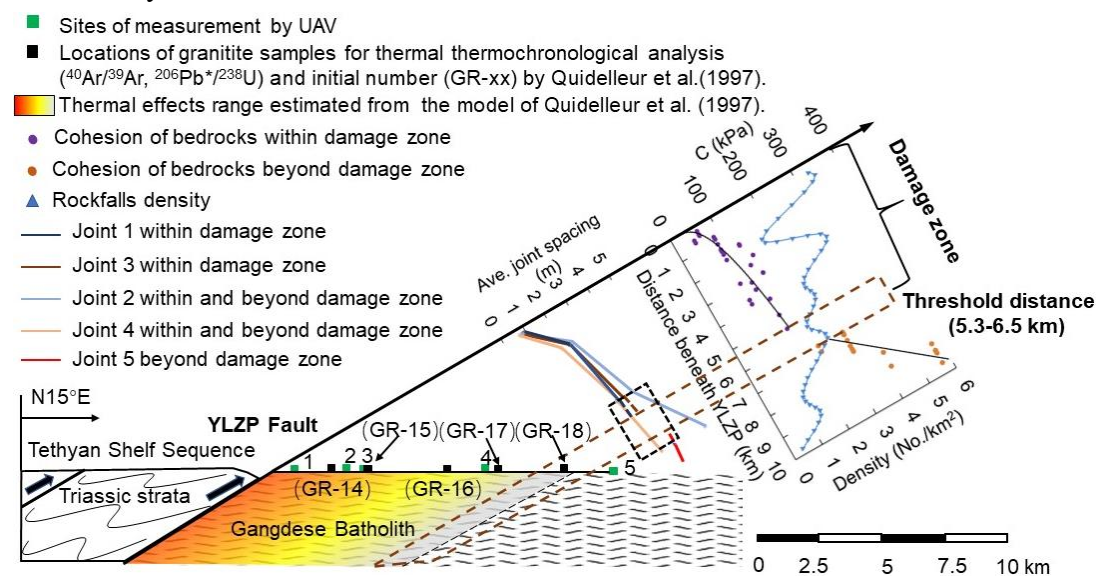 Sites of measurement by UAV
Locations of granitite samples for thermal thermochronological analysis
(40Ar/39Ar, 206Pb*/238U) and initial number (GR-xx) by Quidelleur et al.(1997).
Thermal effects range estimated from the model of Quidelleur et al. (1997).
Cohesion of bedrocks within damage zone
Cohesion of bedrocks beyond damage zone
Rockfalls density
Joint 1 within damage zone
Joint 3 within damage zone
Joint 2 within and beyond damage zone
Joint 4 within and beyond damage zone
Joint 5 beyond damage zone
C (kPa)
0 100 200 300 400
Damage zone
Ave. joint spacing
(m)
0 1 2 3 4 5
Distance beneath YLZP (km)
0 1 2 3 4 5 6 7 8 9 10
Threshold distance
(5.3-6.5 km)
0 1 2 3 4 5 6
Density (No./km²)
N15°E
YLZP Fault
(GR-15)(GR-17)(GR-18)
Tethyan Shelf Sequence
1 2 3 4 5
Triassic strata
(GR-14) (GR-16)
Gangdese Batholith
0 2.5 5 7.5 10 km